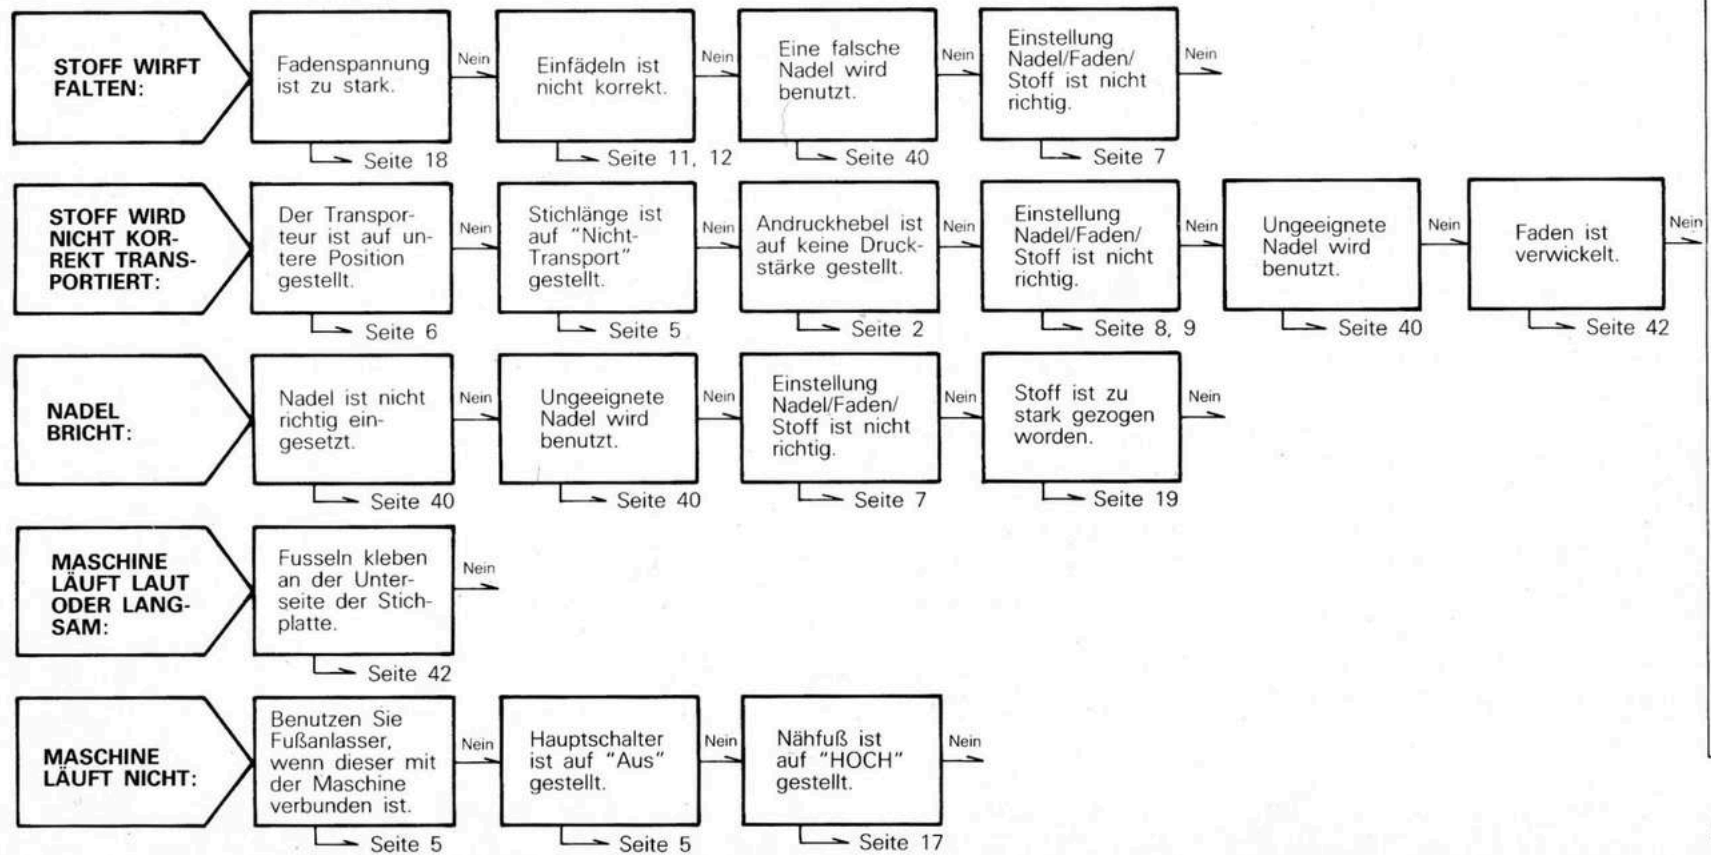 STOFF WIRFT
FALTEN:
Fadenspannung
ist zu stark.
Nein
Seite 18
Einfädeln ist
nicht korrekt.
Nein
Seite 11, 12
Eine falsche
Nadel wird
benutzt.
Nein
Seite 40
Einstellung
Nadel/Faden/
Stoff ist nicht
richtig.
Nein
Seite 7
STOFF WIRD
NICHT KOR-
REKT TRANS-
PORTIERT:
Der Transpor-
teur ist auf un-
tere Position
gestellt.
Nein
Seite 6
Stichlänge ist
auf "Nicht-
Transport"
gestellt.
Nein
Seite 5
Andruckhebel ist
auf keine Druck-
stärke gestellt.
Nein
Seite 2
Einstellung
Nadel/Faden/
Stoff ist nicht
richtig.
Nein
Seite 8, 9
Ungeeignete
Nadel wird
benutzt.
Nein
Seite 40
Faden ist
verwickelt.
Nein
Seite 42
NADEL
BRICHT:
Nadel ist nicht
richtig ein-
gesetzt.
Nein
Seite 40
Ungeeignete
Nadel wird
benutzt.
Nein
Seite 40
Einstellung
Nadel/Faden/
Stoff ist nicht
richtig.
Nein
Seite 7
Stoff ist zu
stark gezogen
worden.
Nein
Seite 19
MASCHINE
LÄUFT LAUT
ODER LANG-
SAM:
Fusseln kleben
an der Unter-
seite der Stich-
platte.
Nein
Seite 42
MASCHINE
LÄUFT NICHT:
Benutzen Sie
Fußanlasser,
wenn dieser mit
der Maschine
verbunden ist.
Nein
Seite 5
Hauptschalter
ist auf "Aus"
gestellt.
Nein
Seite 5
Nähfuß ist
auf "HOCH"
gestellt.
Nein
Seite 17